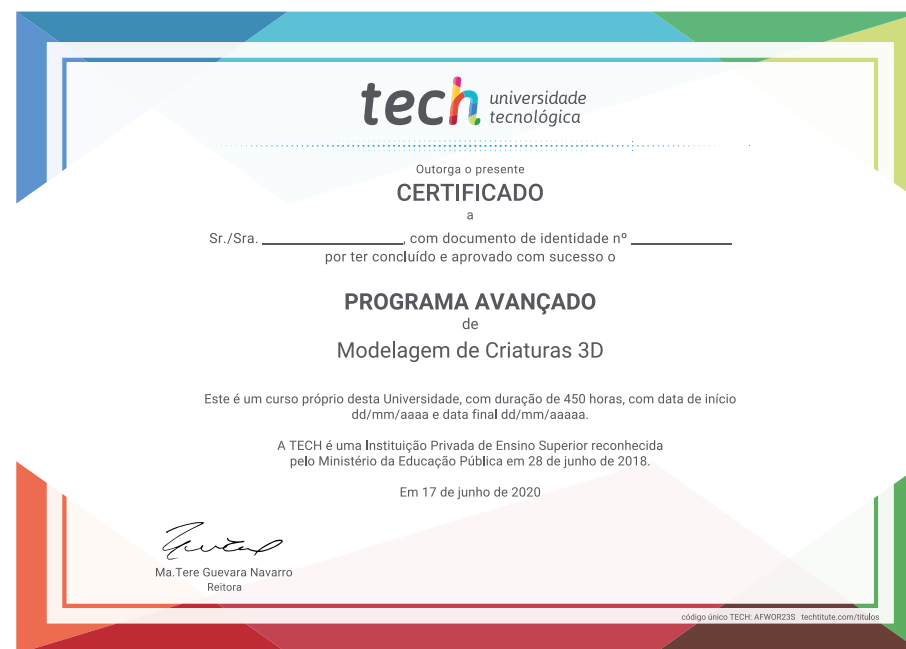 tech universidade
tecnológica
Outorga o presente
CERTIFICADO
a
Sr./Sra. ____________________, com documento de identidade nº ______________
por ter concluído e aprovado com sucesso o
PROGRAMA AVANÇADO
de
Modelagem de Criaturas 3D
Este é um curso próprio desta Universidade, com duração de 450 horas, com data de início
dd/mm/aaaa e data final dd/mm/aaaaa.
A TECH é uma Instituição Privada de Ensino Superior reconhecida
pelo Ministério da Educação Pública em 28 de junho de 2018.
Em 17 de junho de 2020
Ma.Tere Guevara Navarro
Reitora
código único TECH: AFWOR23S techtitute.com/titulos